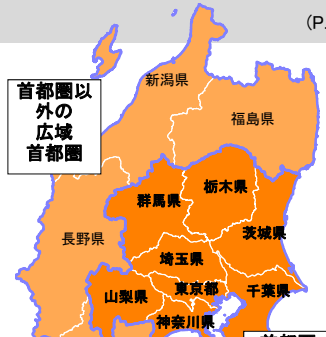 (P.
新潟県
首都圏以
外の
広域
首都圏
福島県
栃木県
群馬県
茨城県
長野県
埼玉県
東京都
山梨県
千葉県
神奈川県